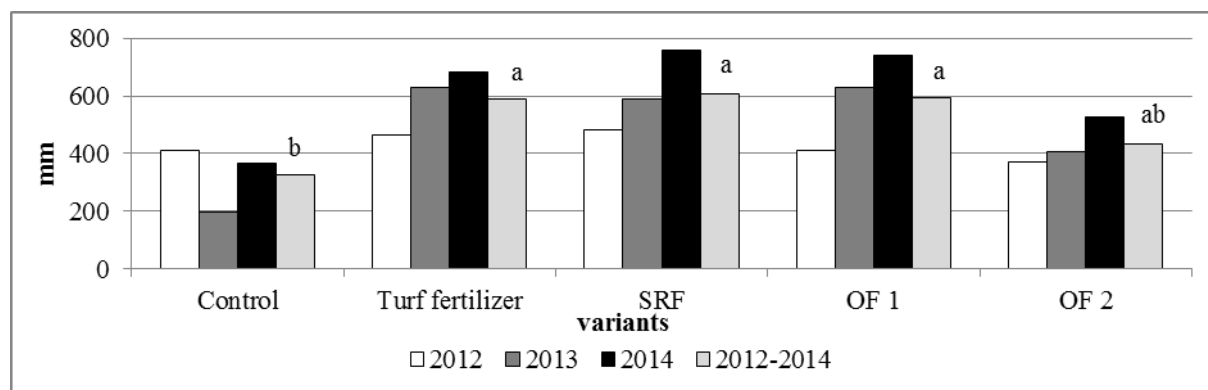 800
600
400
200
0
mm
b
a
a
a
ab
Control Turf fertilizer SRF OF 1 OF 2
variants
2012 2013 2014 2012-2014